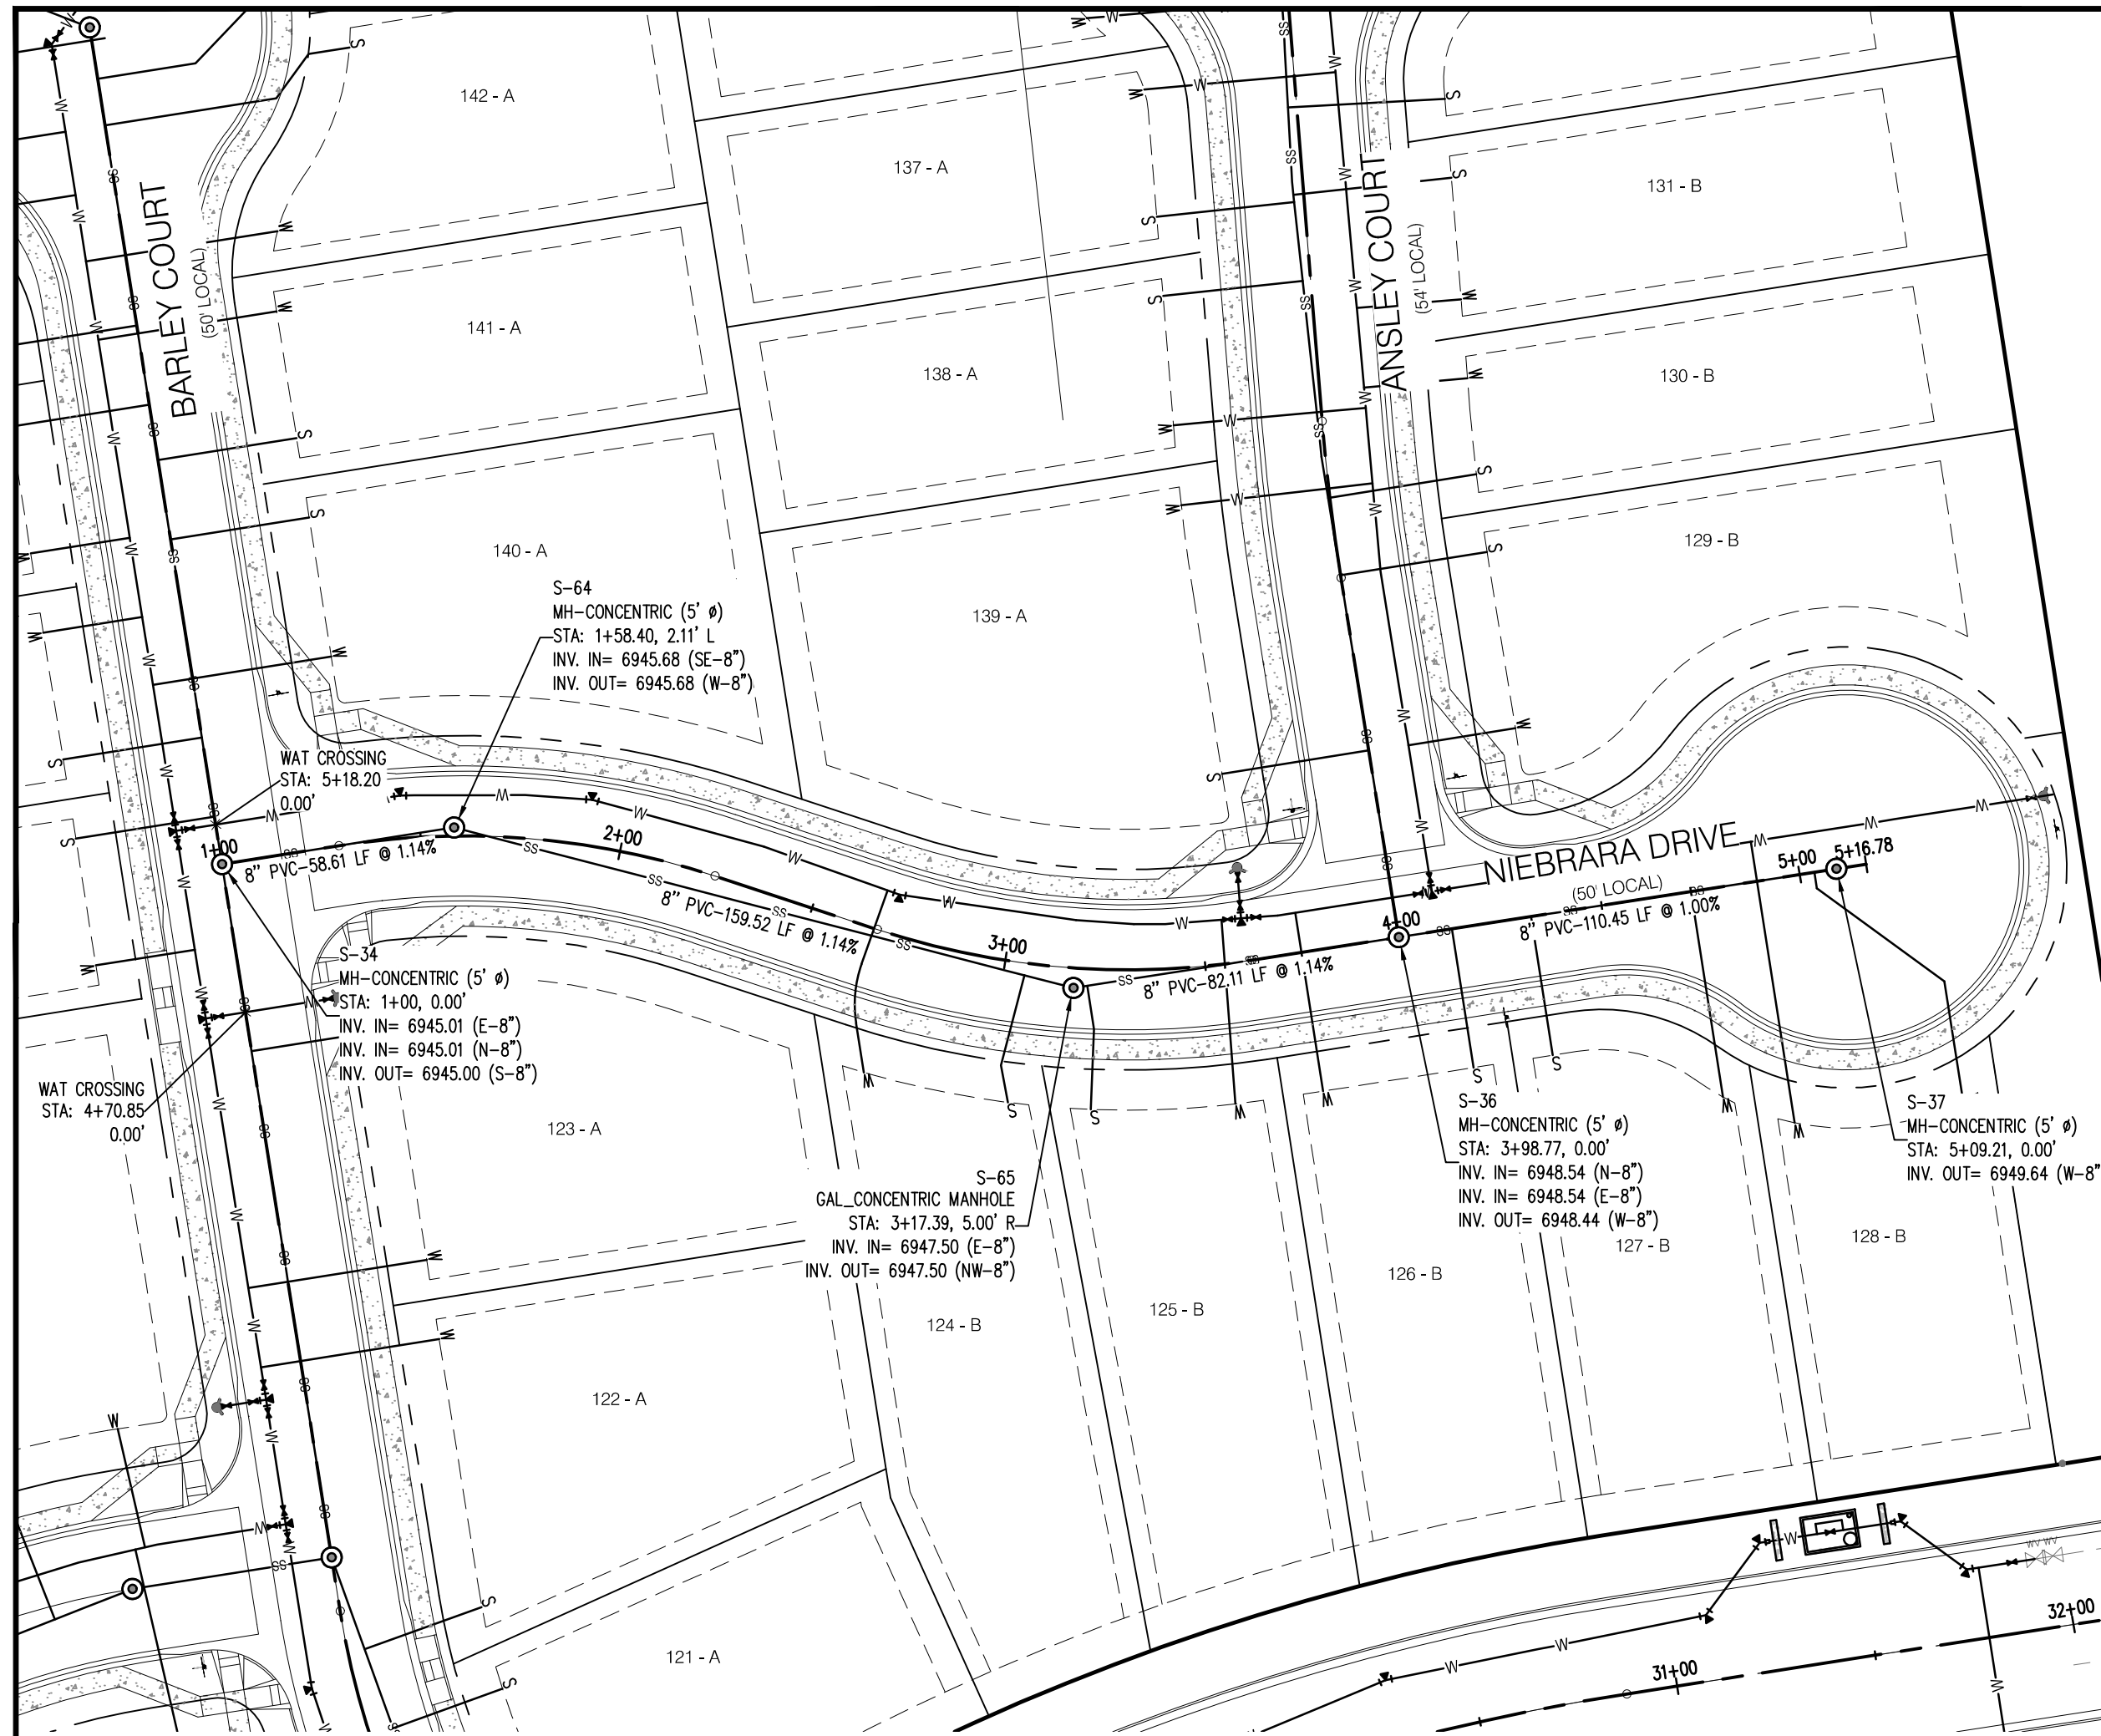 142 - A
137 - A
131 - B
BARLEY COURT
(50' LOCAL)
ANSLEY COURT
(54' LOCAL)
141 - A
138 - A
130 - B
140 - A
139 - A
129 - B
S-64
MH-CONCENTRIC (5' ø)
STA: 1+58.40, 2.11' L
INV. IN= 6945.68 (SE-8")
INV. OUT= 6945.68 (W-8")
WAT CROSSING
STA: 5+18.20
0.00'
1+00
8" PVC-58.61 LF @ 1.14%
2+00
8" PVC-159.52 LF @ 1.14%
3+00
8" PVC-82.11 LF @ 1.14%
4+00
NIEBRARA DRIVE
(50' LOCAL)
8" PVC-110.45 LF @ 1.00%
5+00
5+16.78
S-34
MH-CONCENTRIC (5' ø)
STA: 1+00, 0.00'
INV. IN= 6945.01 (E-8")
INV. IN= 6945.01 (N-8")
INV. OUT= 6945.00 (S-8")
WAT CROSSING
STA: 4+70.85
0.00'
123 - A
S-65
GAL_CONCENTRIC MANHOLE
STA: 3+17.39, 5.00' R
INV. IN= 6947.50 (E-8")
INV. OUT= 6947.50 (NW-8")
S-36
MH-CONCENTRIC (5' ø)
STA: 3+98.77, 0.00'
INV. IN= 6948.54 (N-8")
INV. IN= 6948.54 (E-8")
INV. OUT= 6948.44 (W-8")
S-37
MH-CONCENTRIC (5' ø)
STA: 5+09.21, 0.00'
INV. OUT= 6949.64 (W-8"
124 - B
125 - B
126 - B
127 - B
128 - B
122 - A
121 - A
31+00
32+00